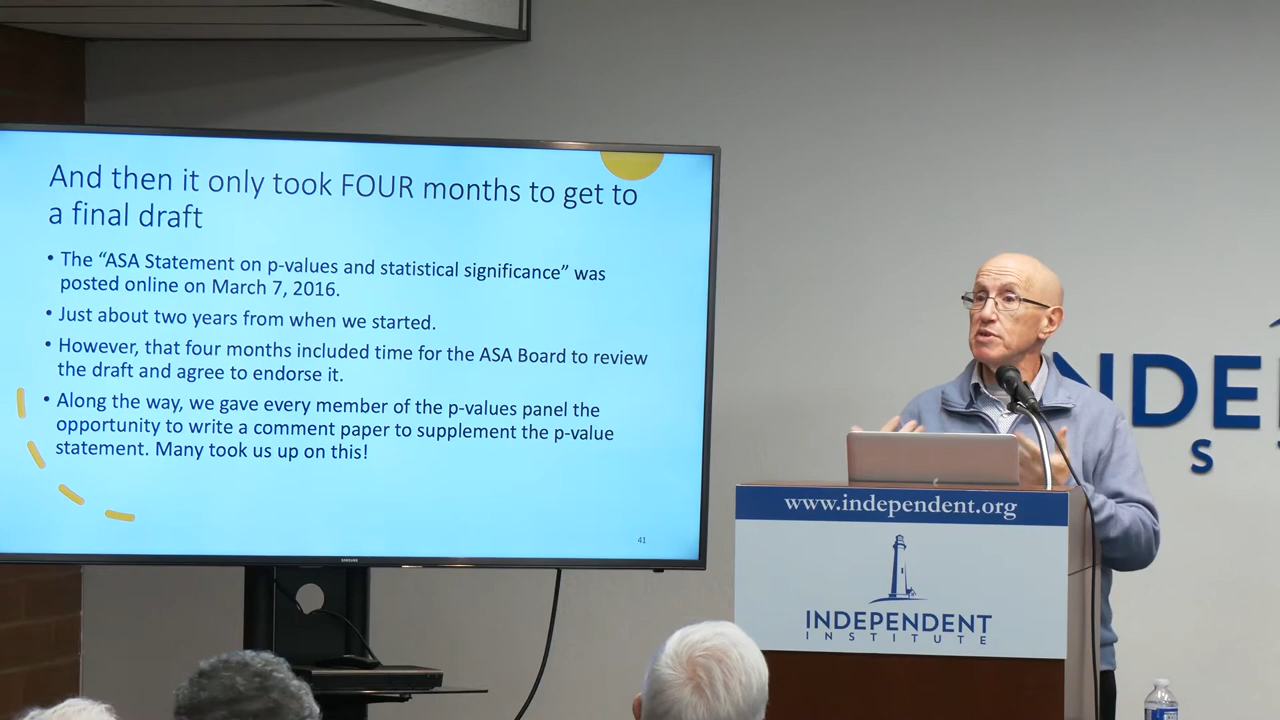 And then it only took FOUR months to get to
a final draft
• The “ASA Statement on p-values and statistical significance” was
posted online on March 7, 2016.
• Just about two years from when we started.
• However, that four months included time for the ASA Board to review
the draft and agree to endorse it.
• Along the way, we gave every member of the p-values panel the
opportunity to write a comment paper to supplement the p-value
statement. Many took us up on this!
41
SAMSUNG
www.independent.org
INDEPENDENT
INSTITUTE
NDE
S